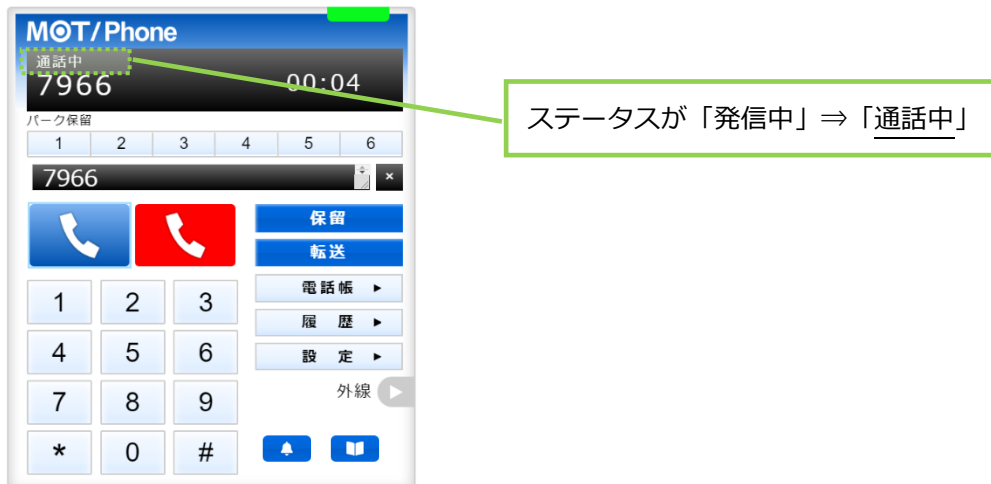 MOT/Phone
通話中
7966 00:04
パーク保留
1 2 3 4 5 6
7966 ×
保留
転送
電話帳 ▶
履 歴 ▶
設 定 ▶
外線 ▶
1 2 3
4 5 6
7 8 9
* 0 #
ステータスが「発信中」⇒「通話中」